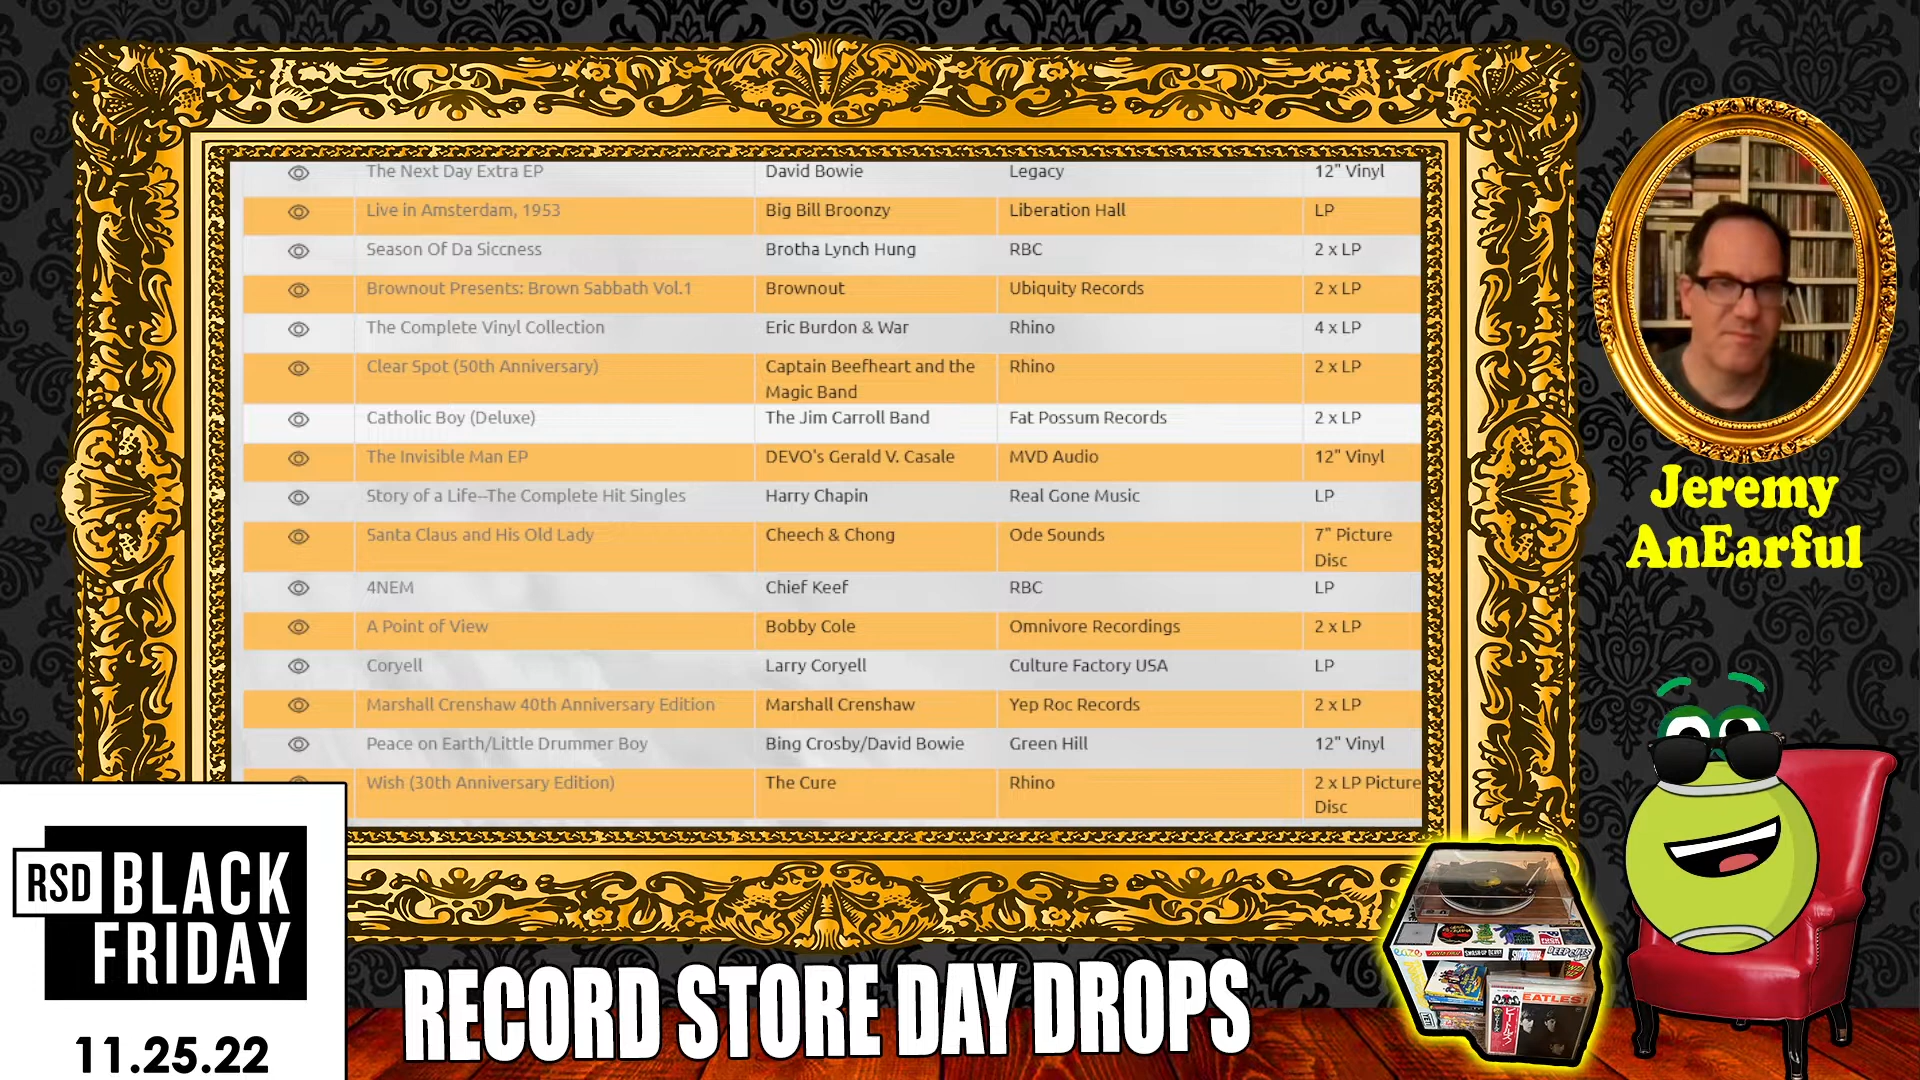 The Next Day Extra EP David Bowie Legacy 12" Vinyl
Live in Amsterdam, 1953 Big Bill Broonzy Liberation Hall LP
Season Of Da Siccness Brotha Lynch Hung RBC 2 x LP
Brownout Presents: Brown Sabbath Vol.1 Brownout Ubiquity Records 2 x LP
The Complete Vinyl Collection Eric Burdon & War Rhino 4 x LP
Clear Spot (50th Anniversary) Captain Beefheart and the Rhino 2 x LP
Magic Band
Catholic Boy (Deluxe) The Jim Carroll Band Fat Possum Records 2 x LP
The Invisible Man EP DEVO's Gerald V. Casale MVD Audio 12" Vinyl
Story of a Life--The Complete Hit Singles Harry Chapin Real Gone Music LP
Santa Claus and His Old Lady Cheech & Chong Ode Sounds 7" Picture
Disc
4NEM Chief Keef RBC LP
A Point of View Bobby Cole Omnivore Recordings 2 x LP
Coryell Larry Coryell Culture Factory USA LP
Marshall Crenshaw 40th Anniversary Edition Marshall Crenshaw Yep Roc Records 2 x LP
Peace on Earth/Little Drummer Boy Bing Crosby/David Bowie Green Hill 12" Vinyl
Wish (30th Anniversary Edition) The Cure Rhino 2 x LP Picture
Disc
Jeremy
AnEarful
RSD BLACK
FRIDAY
11.25.22
RECORD STORE DAY DROPS
EATLES!